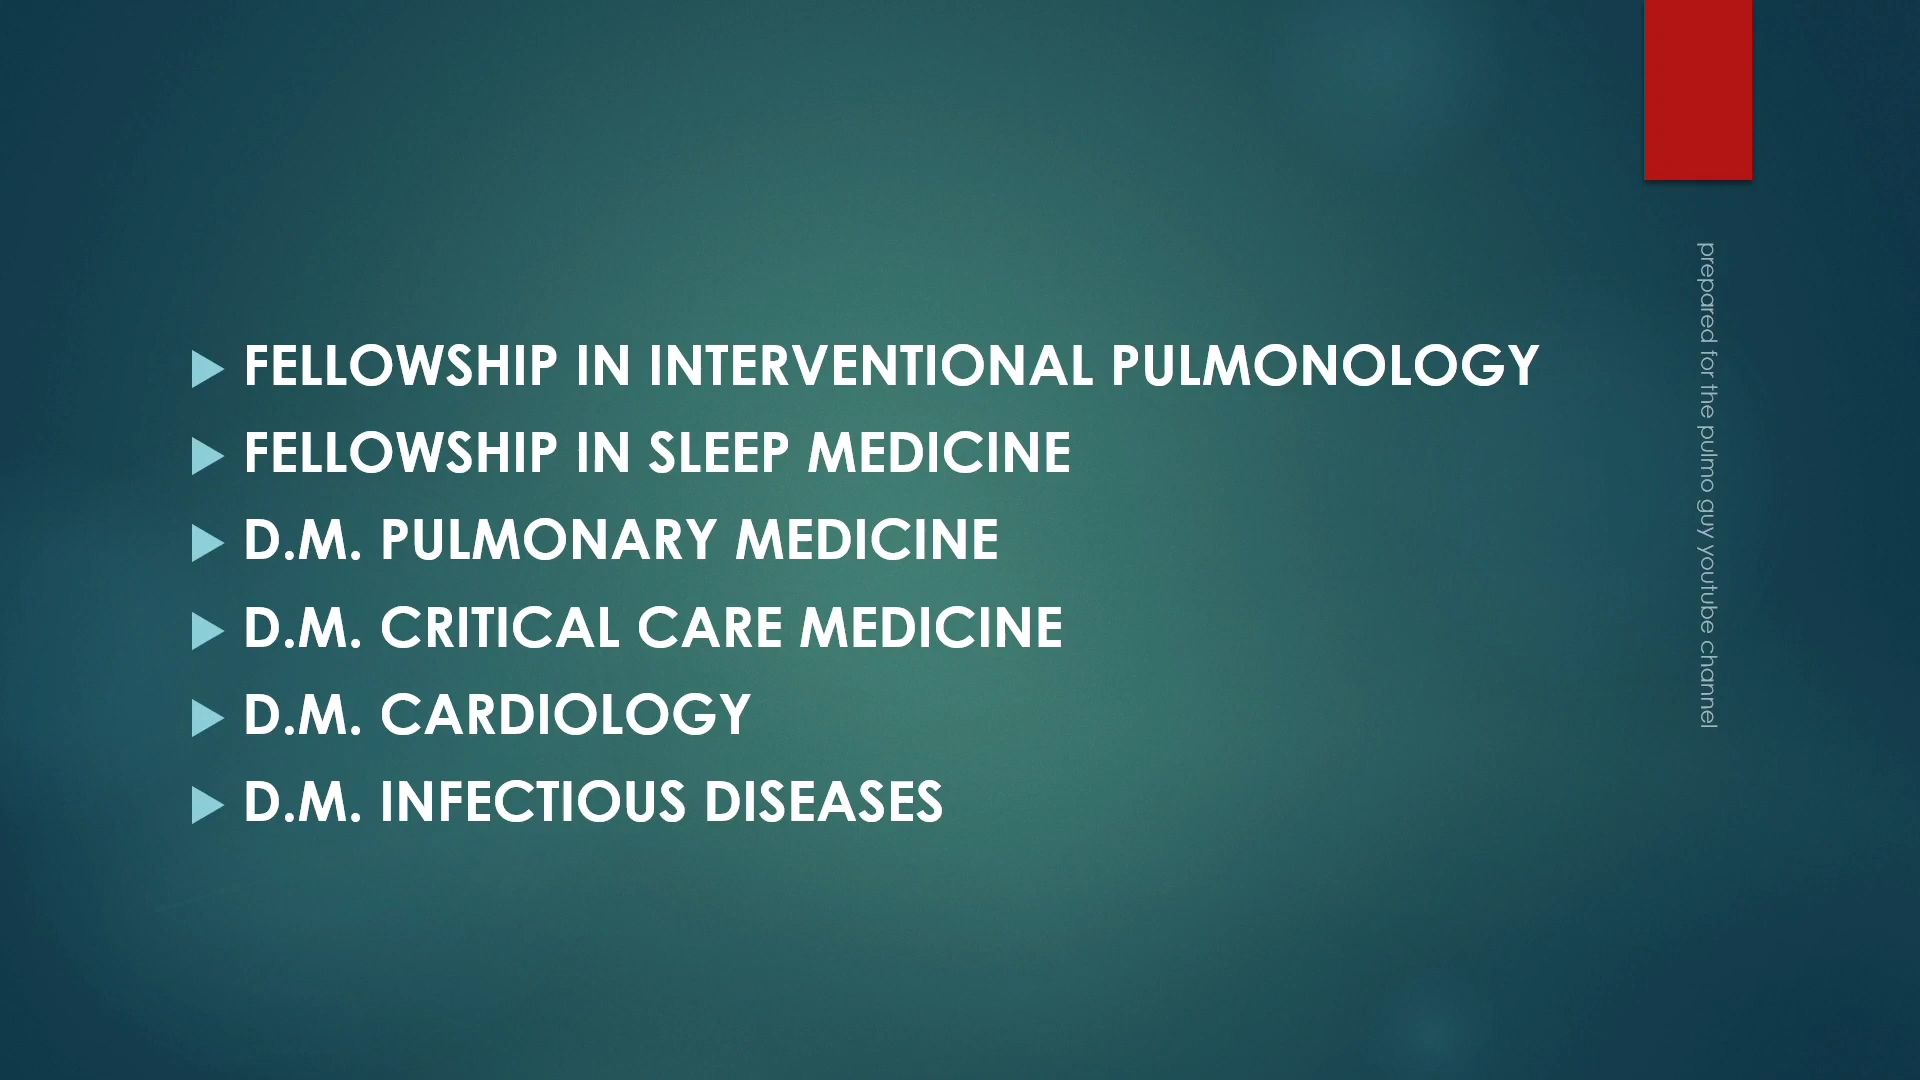 FELLOWSHIP IN INTERVENTIONAL PULMONOLOGY
FELLOWSHIP IN SLEEP MEDICINE
D.M. PULMONARY MEDICINE
D.M. CRITICAL CARE MEDICINE
D.M. CARDIOLOGY
D.M. INFECTIOUS DISEASES
prepared for the pulmo guy youtube channel